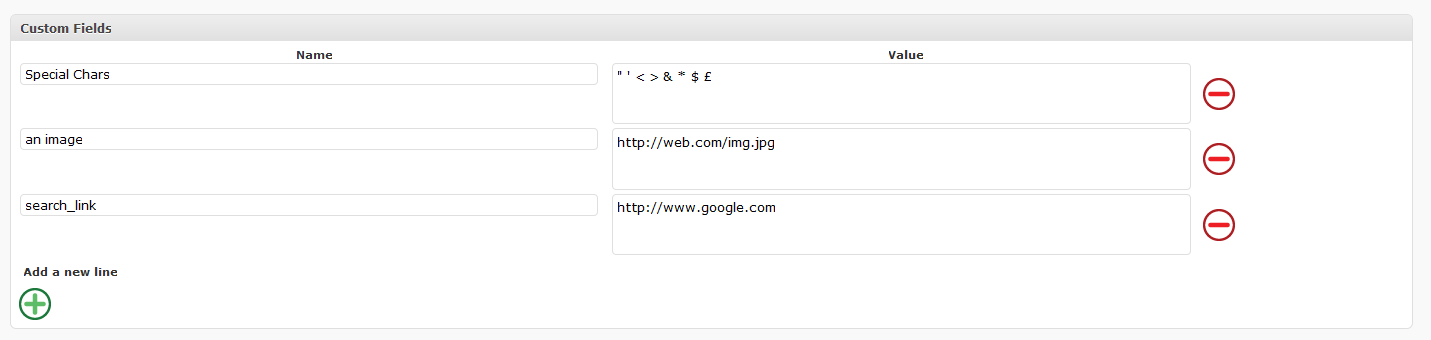 Custom Fields
Name Value
Special Chars " ' < > & * $ £
an image http://web.com/img.jpg
search_link http://www.google.com
Add a new line